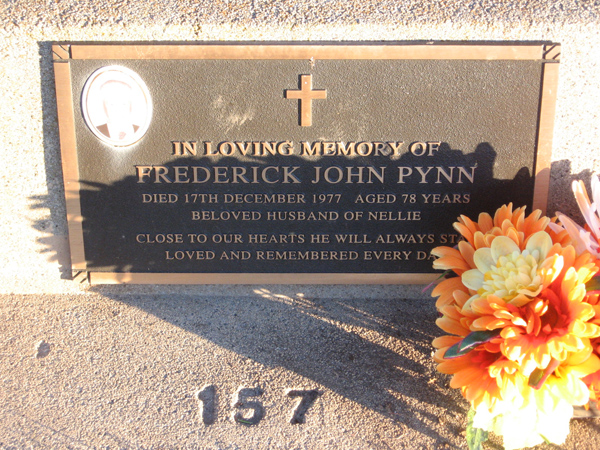 IN LOVING MEMORY OF
FREDERICK JOHN PYNN
DIED 17TH DECEMBER 1977 AGED 78 YEARS
BELOVED HUSBAND OF NELLIE
CLOSE TO OUR HEARTS HE WILL ALWAYS
LOVED AND REMEMBERED EVERY
157